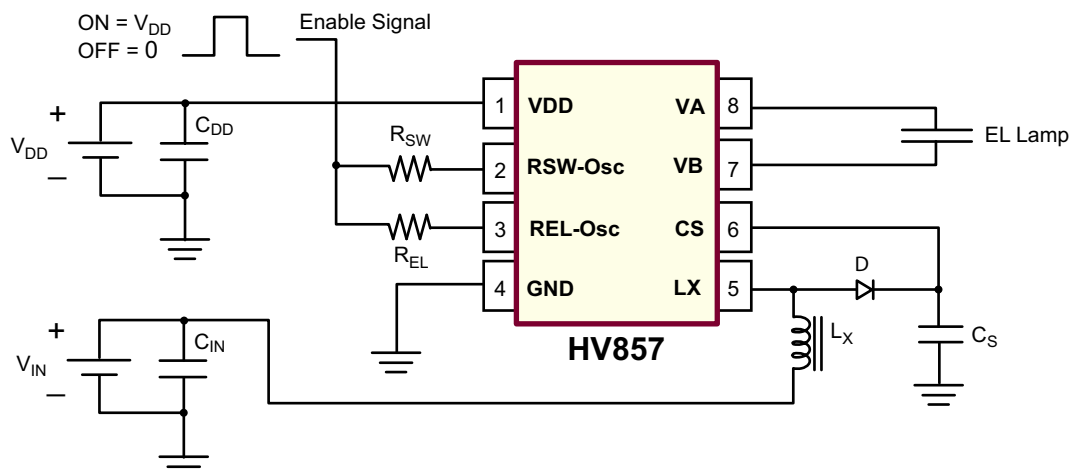 ON = VDD
OFF = 0
Enable Signal
+
VDD
–
CDD
RSW
REL
1 VDD
2 RSW-Osc
3 REL-Osc
4 GND
VA 8
VB 7
CS 6
LX 5
HV857
EL Lamp
D
LX
CS
+
VIN
–
CIN